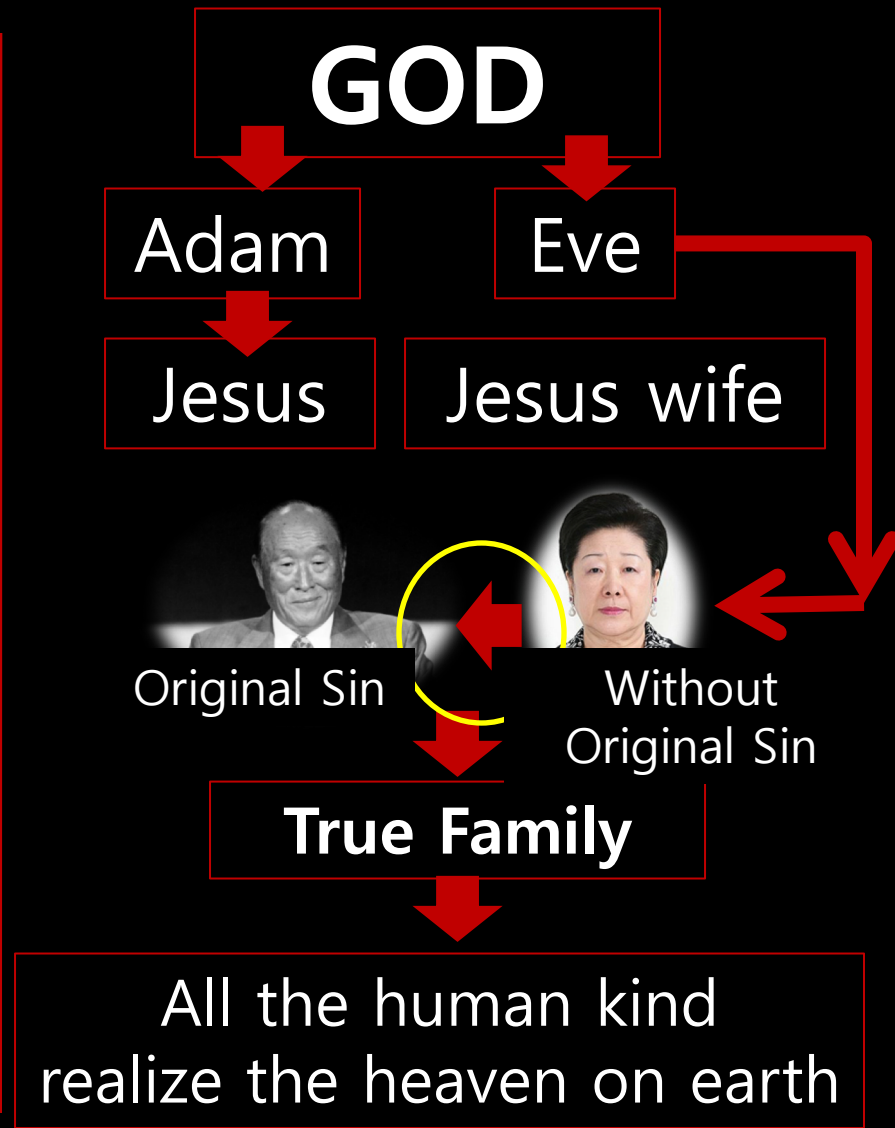 GOD
Adam
Eve
Jesus
Jesus wife
Original Sin
Without
Original Sin
True Family
All the human kind
realize the heaven on earth